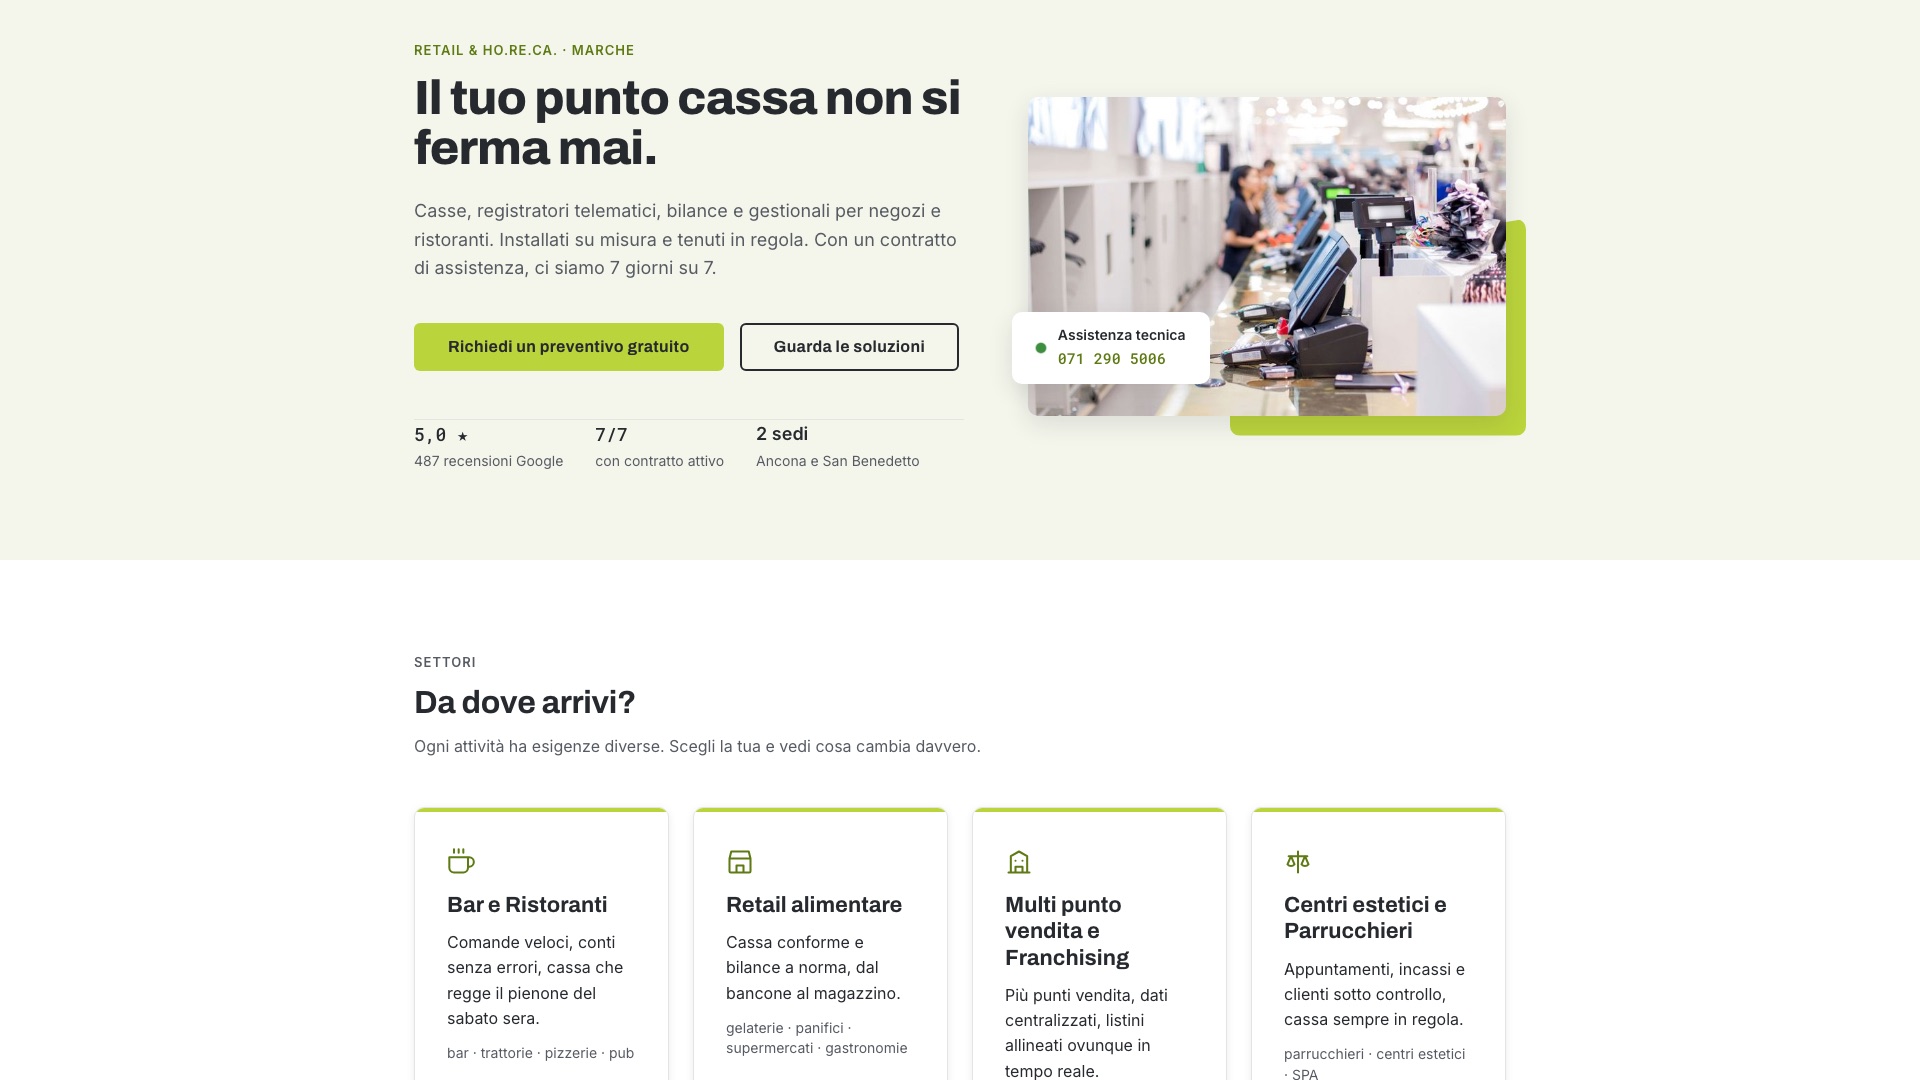 RETAIL & HO.RE.CA. · MARCHE
Il tuo punto cassa non si
ferma mai.
Casse, registratori telematici, bilance e gestionali per negozi e
ristoranti. Installati su misura e tenuti in regola. Con un contratto
di assistenza, ci siamo 7 giorni su 7.
Richiedi un preventivo gratuito
Guarda le soluzioni
Assistenza tecnica
071 290 5006
5,0 ★
487 recensioni Google
7/7
con contratto attivo
2 sedi
Ancona e San Benedetto
SETTORI
Da dove arrivi?
Ogni attività ha esigenze diverse. Scegli la tua e vedi cosa cambia davvero.
Bar e Ristoranti
Comande veloci, conti
senza errori, cassa che
regge il pienone del
sabato sera.
bar · trattorie · pizzerie · pub
Retail alimentare
Cassa conforme e
bilance a norma, dal
bancone al magazzino.
gelaterie · panifici ·
supermercati · gastronomie
Multi punto
vendita e
Franchising
Più punti vendita, dati
centralizzati, listini
allineati ovunque in
tempo reale.
Centri estetici e
Parrucchieri
Appuntamenti, incassi e
clienti sotto controllo,
cassa sempre in regola.
parrucchieri · centri estetici
· SPA